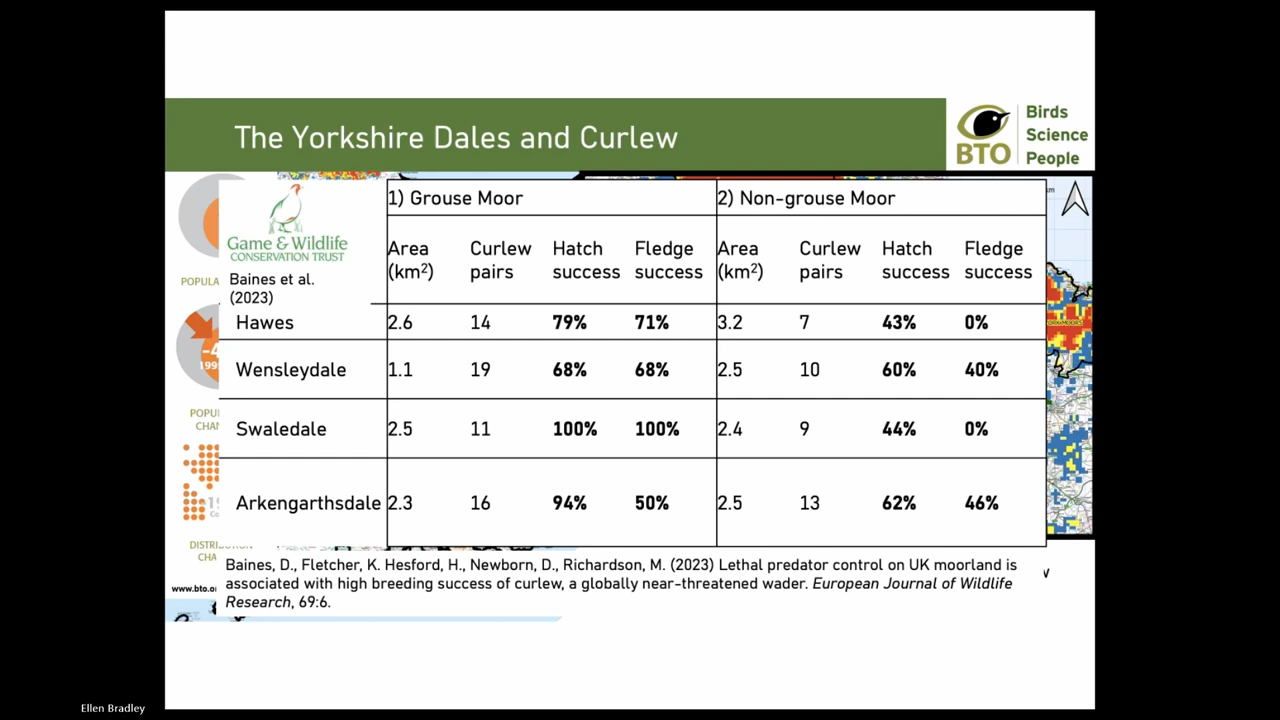 The Yorkshire Dales and Curlew
BTO
Birds
Science
People
Game & Wildlife
CONSERVATION TRUST
Baines et al.
(2023)
1) Grouse Moor 2) Non-grouse Moor
Area (km²) Curlew pairs Hatch success Fledge success Area (km²) Curlew pairs Hatch success Fledge success
Hawes 2.6 14 79% 71% 3.2 7 43% 0%
Wensleydale 1.1 19 68% 68% 2.5 10 60% 40%
Swaledale 2.5 11 100% 100% 2.4 9 44% 0%
Arkengarthsdale 2.3 16 94% 50% 2.5 13 62% 46%
Baines, D., Fletcher, K. Hesford, H., Newborn, D., Richardson, M. (2023) Lethal predator control on UK moorland is
associated with high breeding success of curlew, a globally near-threatened wader. European Journal of Wildlife
Research, 69:6.
Ellen Bradley